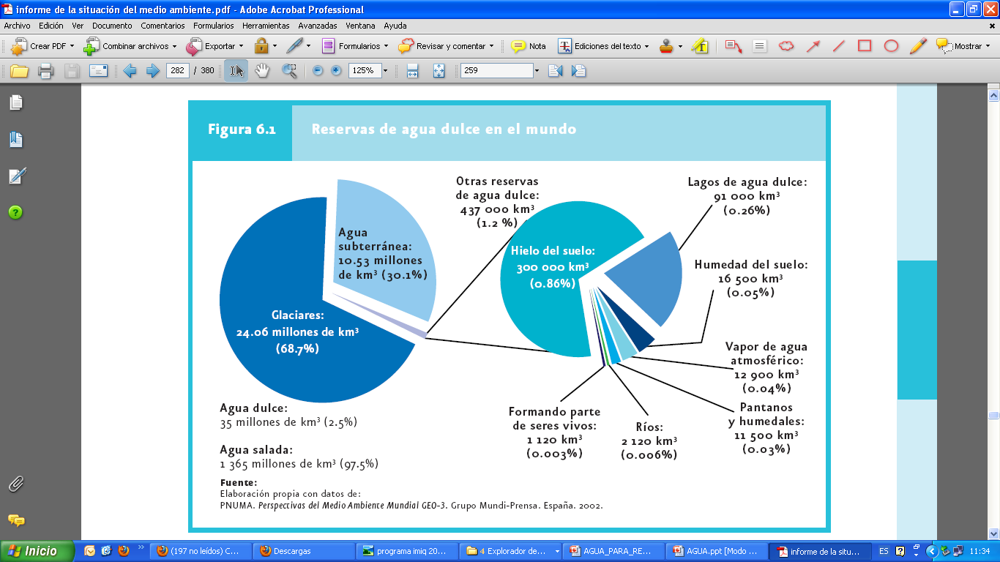 informe de la situación del medio ambiente.pdf - Adobe Acrobat Professional
Archivo Edición Ver Documento Comentarios Formularios Herramientas Avanzadas Ventana Ayuda
Crear PDF Combinar archivos Exportar Formularios Revisar y comentar Nota Ediciones del texto Mostrar
282 / 380 125% 259
Figura 6.1 Reservas de agua dulce en el mundo
Otras reservas
de agua dulce:
437 000 km³
(1.2 %)
Lagos de agua dulce:
91 000 km³
(0.26%)
Agua
subterránea:
10.53 millones
de km³ (30.1%)
Hielo del suelo:
300 000 km³
(0.86%)
Humedad del suelo:
16 500 km³
(0.05%)
Glaciares:
24.06 millones de km³
(68.7%)
Vapor de agua
atmosférico:
12 900 km³
(0.04%)
Pantanos
y humedales:
11 500 km³
(0.03%)
Formando parte
de seres vivos:
1 120 km³
(0.003%)
Ríos:
2 120 km³
(0.006%)
Agua dulce:
35 millones de km³ (2.5%)
Agua salada:
1 365 millones de km³ (97.5%)
Fuente:
Elaboración propia con datos de:
PNUMA. Perspectivas del Medio Ambiente Mundial GEO-3. Grupo Mundi-Prensa. España. 2002.
Inicio (197 no leídos) C... Descargas programa imiq 20... 4 Explorador de... AGUA_PARA_RE... AGUA.ppt [Modo ... informe de la situ... ES 11:34